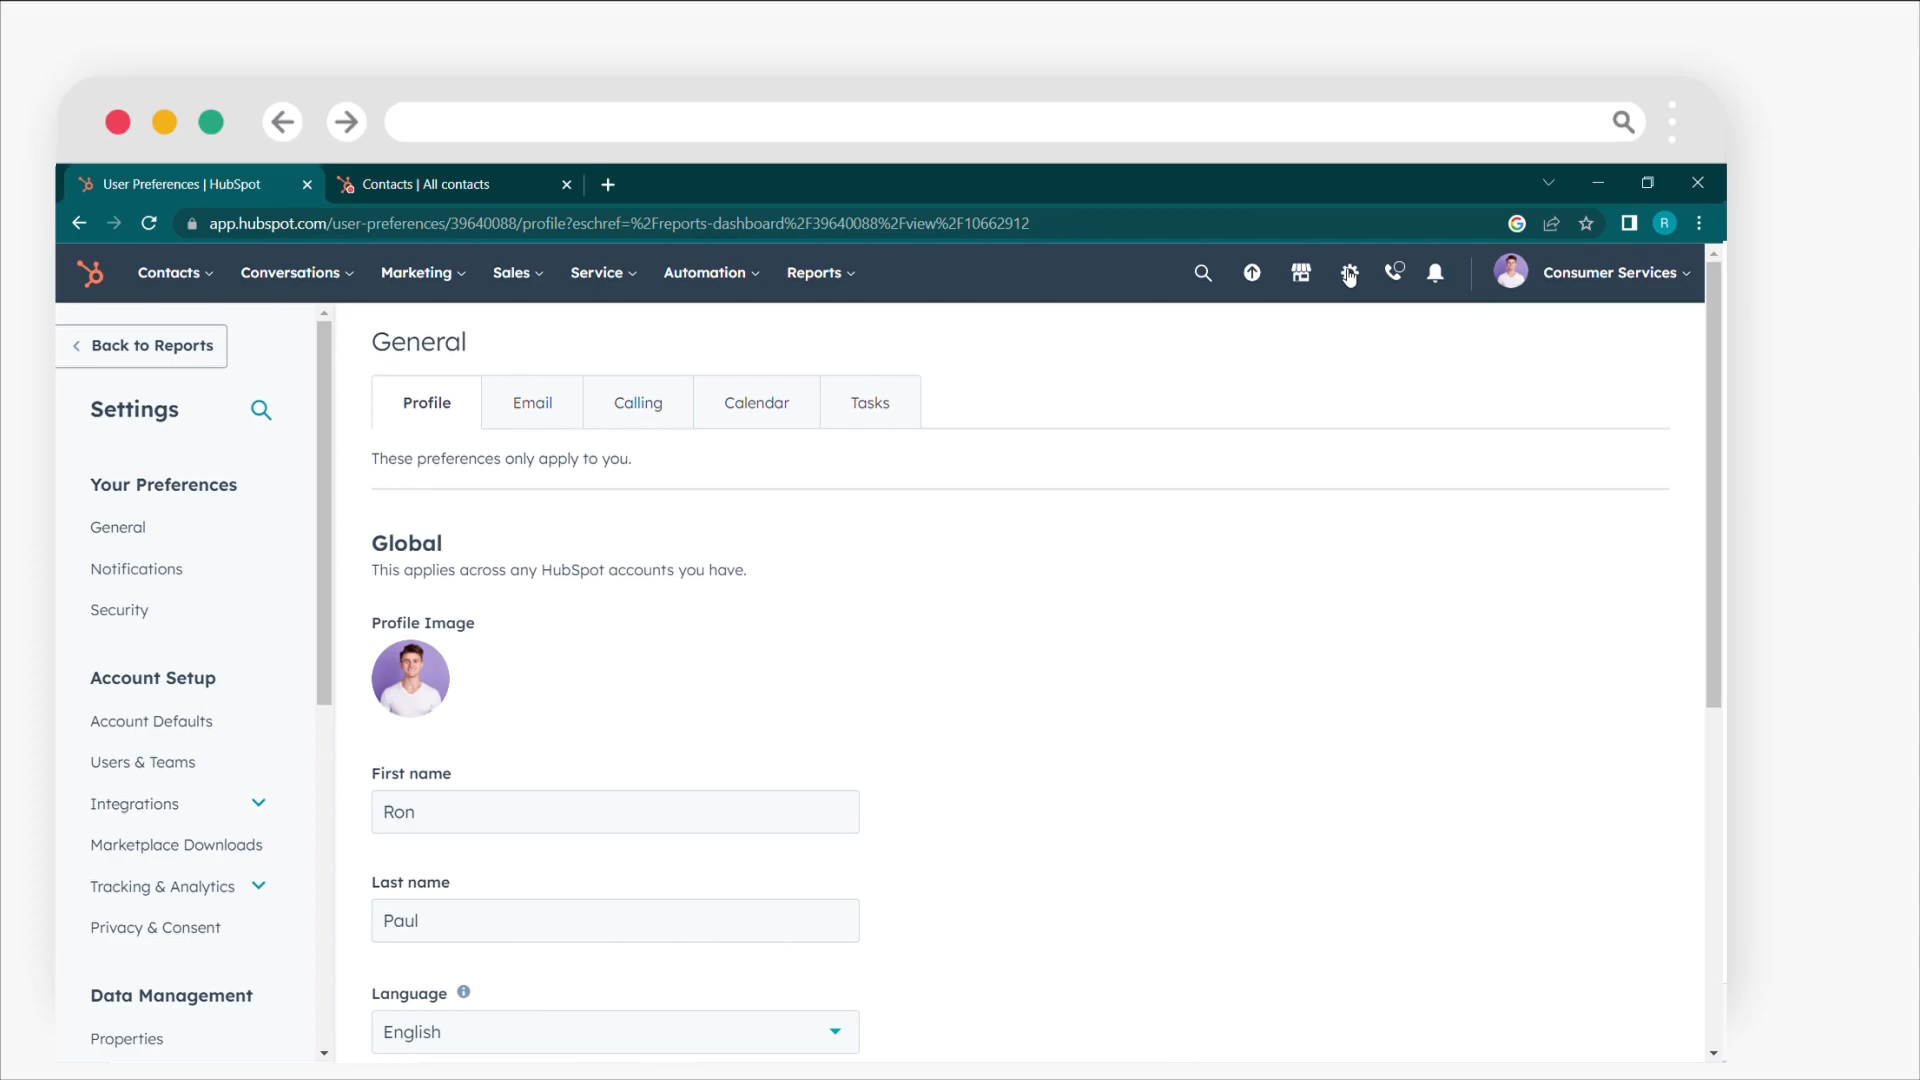 User Preferences | HubSpot
Contacts | All contacts
app.hubspot.com/user-preferences/39640088/profile?eschref=%2Freports-dashboard%2F39640088%2Fview%2F10662912
R
Contacts
Conversations
Marketing
Sales
Service
Automation
Reports
Consumer Services
Back to Reports
Settings
Your Preferences
General
Notifications
Security
Account Setup
Account Defaults
Users & Teams
Integrations
Marketplace Downloads
Tracking & Analytics
Privacy & Consent
Data Management
Properties
General
Profile
Email
Calling
Calendar
Tasks
These preferences only apply to you.
Global
This applies across any HubSpot accounts you have.
Profile Image
First name
Ron
Last name
Paul
Language
English